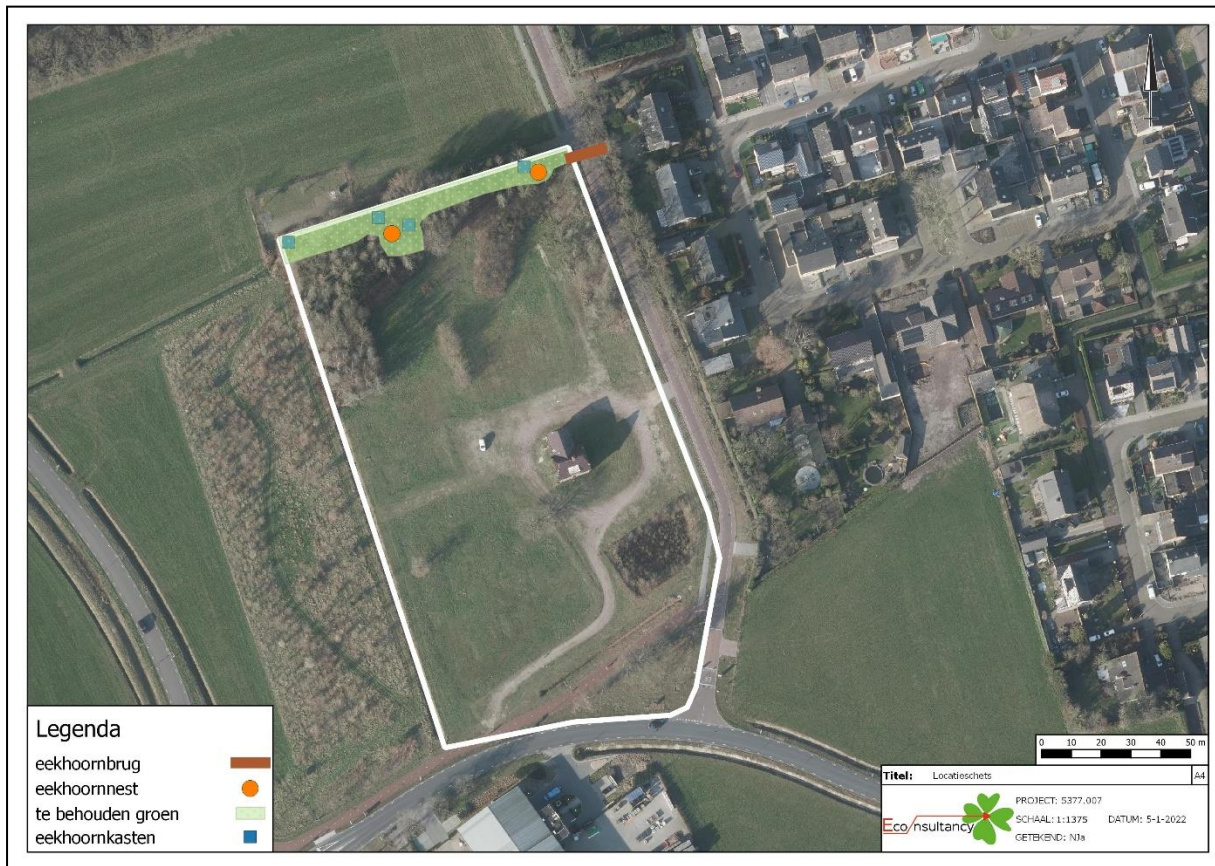 Legenda
eekhoornbrug
eekhoornnest
te behouden groen
eekhoornkasten
0 10 20 30 40 50 m
Titel: Locatieschets A4
Econsultancy
PROJECT: 5377.007
SCHAAL: 1:1375 DATUM: 5-1-2022
GETEKEND: NJa